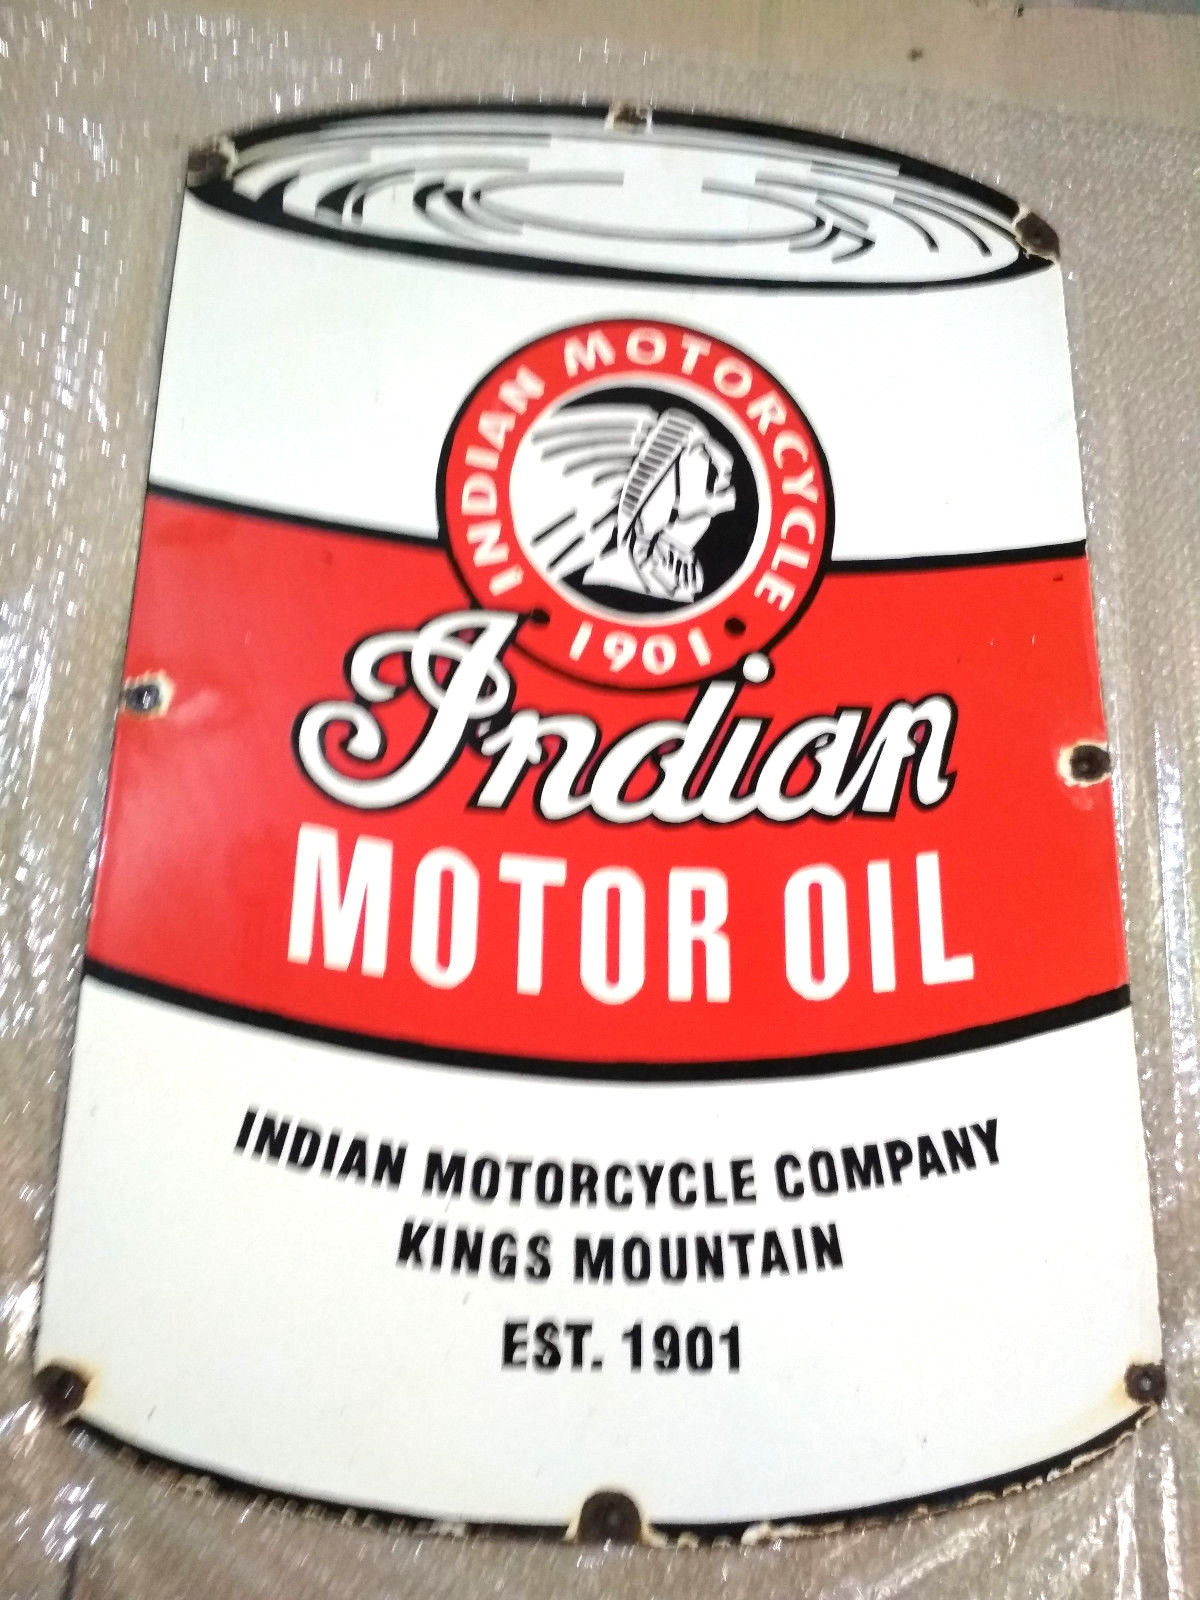 INDIAN MOTORCYCLE
1901
Indian
MOTOR OIL
INDIAN MOTORCYCLE COMPANY
KINGS MOUNTAIN
EST. 1901